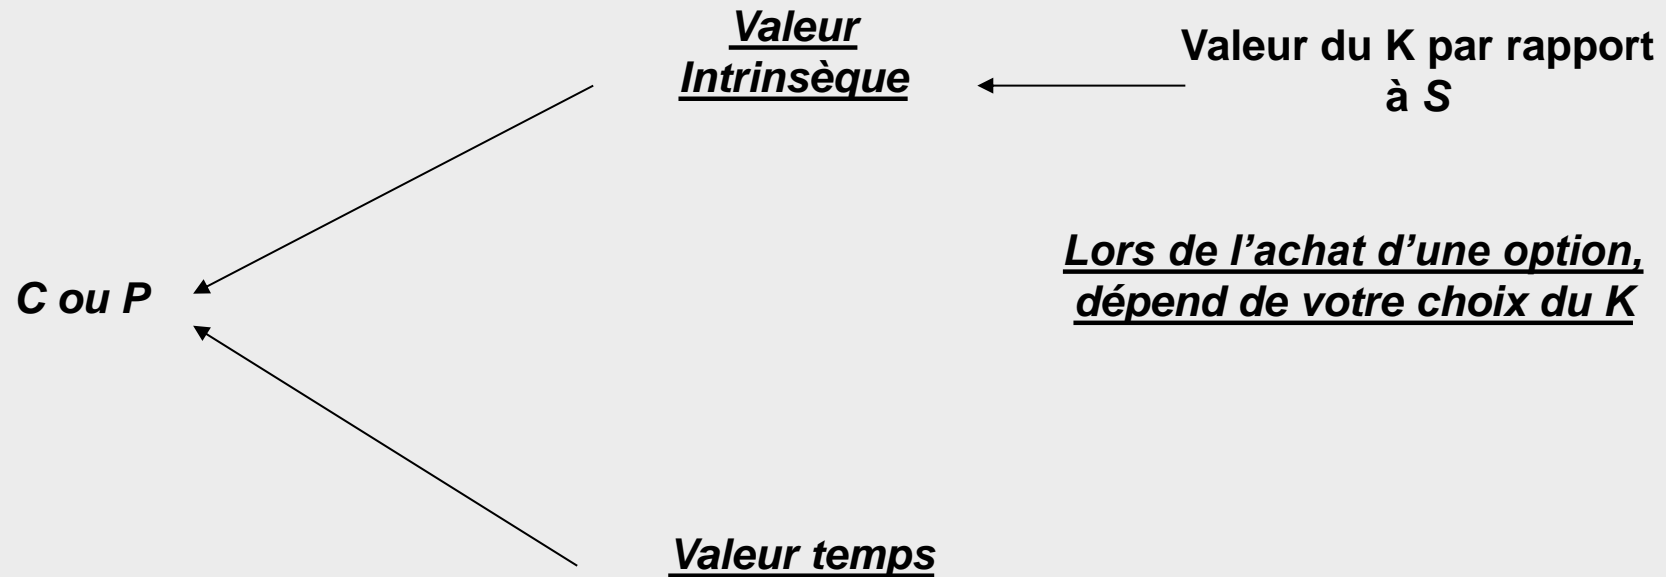 Valeur
Intrinsèque
Valeur du K par rapport
à S
Lors de l’achat d’une option,
dépend de votre choix du K
C ou P
Valeur temps